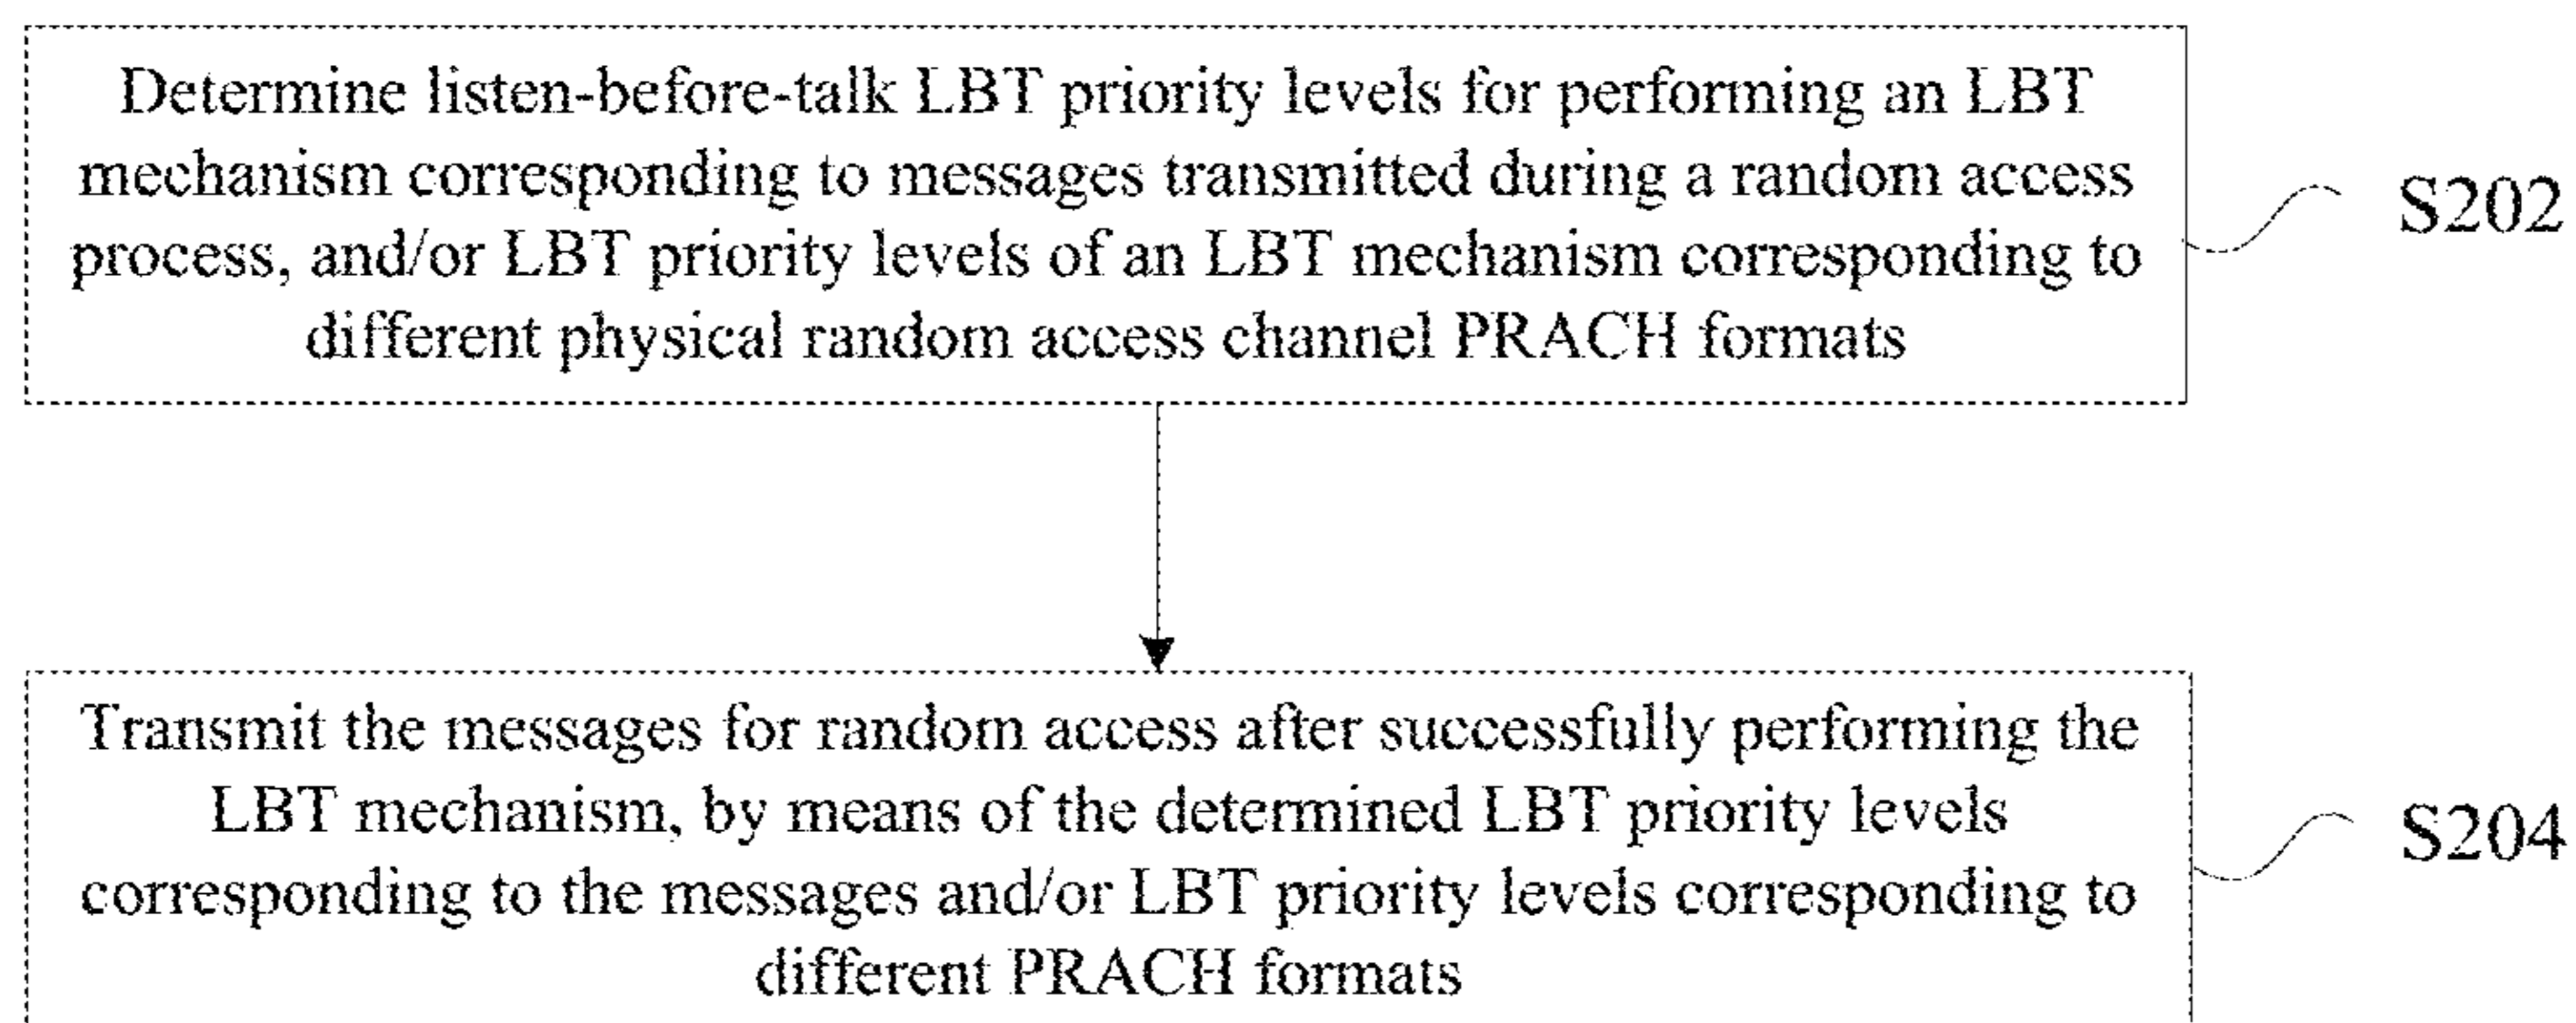 Determine listen-before-talk LBT priority levels for performing an LBT
mechanism corresponding to messages transmitted during a random access
process, and/or LBT priority levels of an LBT mechanism corresponding to
different physical random access channel PRACH formats
S202
Transmit the messages for random access after successfully performing the
LBT mechanism, by means of the determined LBT priority levels
corresponding to the messages and/or LBT priority levels corresponding to
different PRACH formats
S204